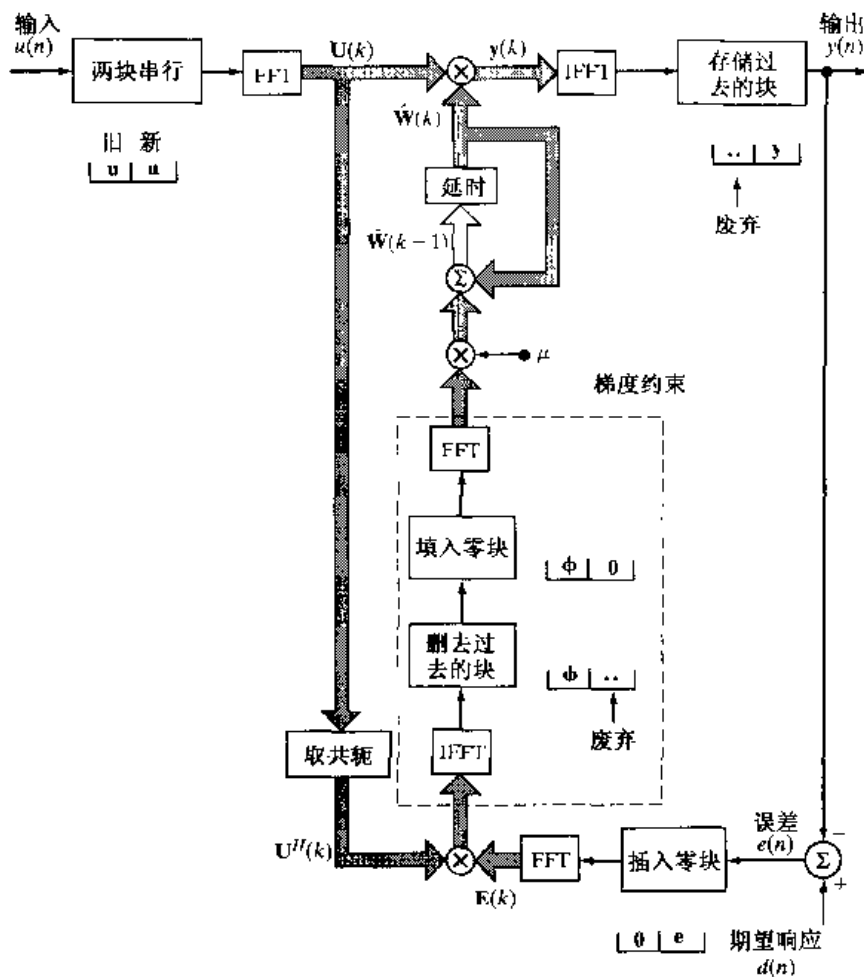 输入
u(n)
两块串行
FFT
U(k)
y(k)
IFFT
存储过
去的块
输出
y(n)
旧 新
u u
Ŵ(k)
.. y
废弃
延时
Ŵ(k-1)
Σ
μ
梯度约束
FFT
填入零块
ϕ 0
删去过
去的块
ϕ ..
废弃
IFFT
取共轭
U^H(k)
E(k)
FFT
插入零块
误差
e(n)
−
Σ
+
0 e
期望响应
d(n)